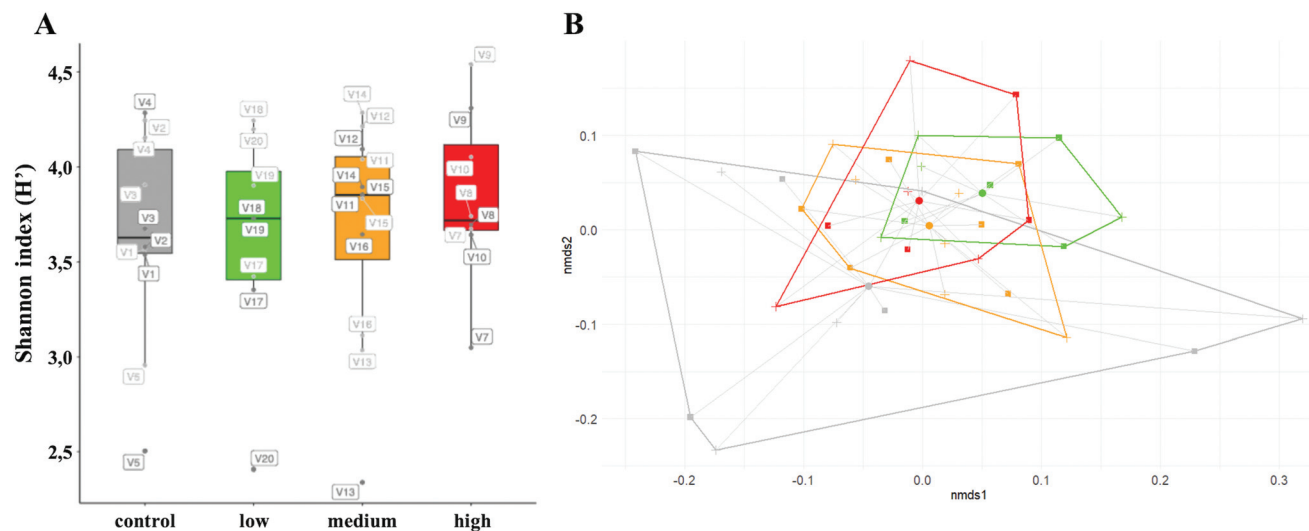 A
B
Shannon index (H')
4,5
4,0
3,5
3,0
2,5
V4
V2
V4
V3
V3
V2
V1
V1
V5
V5
V18
V20
V19
V18
V19
V17
V17
V20
V14
V12
V12
V11
V14
V15
V11
V15
V16
V16
V13
V13
V9
V9
V10
V8
V8
V7
V10
V7
control low medium high
nmds2
0.1
0.0
-0.1
-0.2
-0.2 -0.1 0.0 0.1 0.2 0.3
nmds1